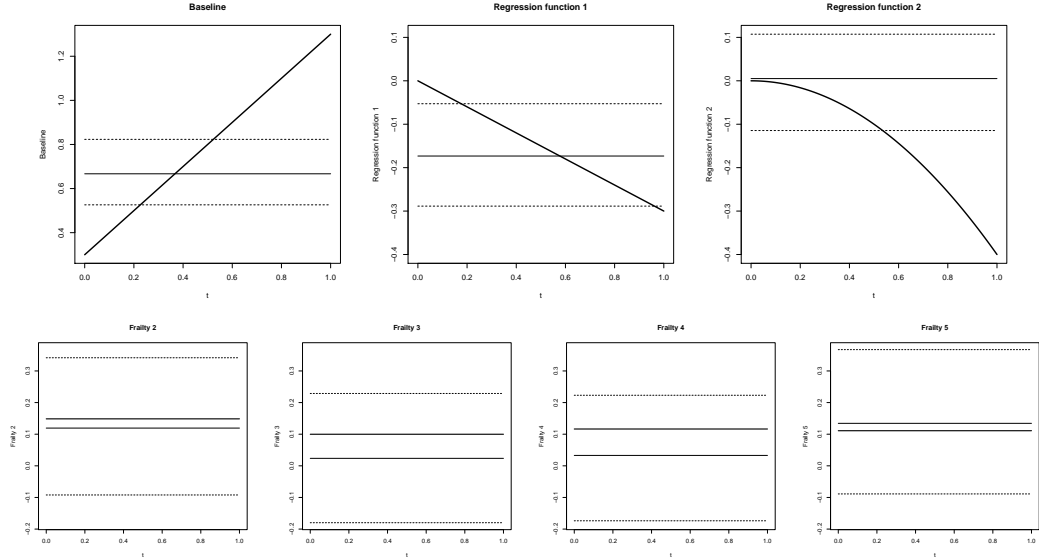 Baseline
Baseline
0.4 0.6 0.8 1.0 1.2
0.0 0.2 0.4 0.6 0.8 1.0
t
Regression function 1
Regression function 1
−0.4 −0.3 −0.2 −0.1 0.0 0.1
0.0 0.2 0.4 0.6 0.8 1.0
t
Regression function 2
Regression function 2
−0.4 −0.3 −0.2 −0.1 0.0 0.1
0.0 0.2 0.4 0.6 0.8 1.0
t
Frailty 2
Frailty 2
−0.2 −0.1 0.0 0.1 0.2 0.3
0.0 0.2 0.4 0.6 0.8 1.0
t
Frailty 3
Frailty 3
−0.2 −0.1 0.0 0.1 0.2 0.3
0.0 0.2 0.4 0.6 0.8 1.0
t
Frailty 4
Frailty 4
−0.2 −0.1 0.0 0.1 0.2 0.3
0.0 0.2 0.4 0.6 0.8 1.0
t
Frailty 5
Frailty 5
−0.2 −0.1 0.0 0.1 0.2 0.3
0.0 0.2 0.4 0.6 0.8 1.0
t